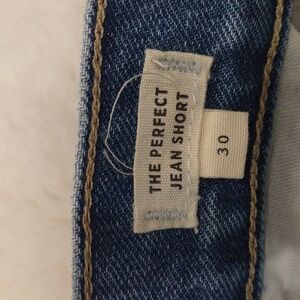 THE PERFECT
JEAN SHORT
30